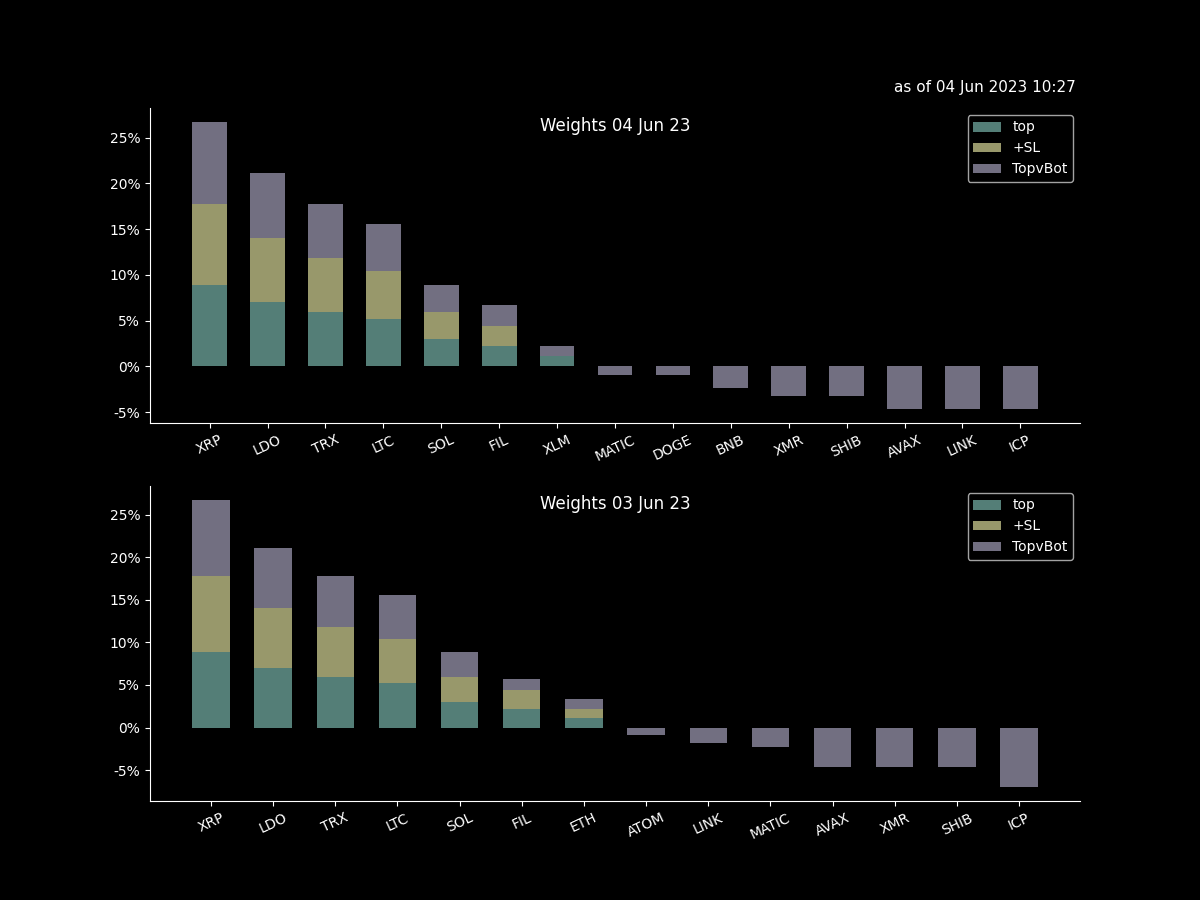 as of 04 Jun 2023 10:27
Weights 04 Jun 23
top
+SL
TopvBot
25%
20%
15%
10%
5%
0%
-5%
XRP LDO TRX LTC SOL FIL XLM MATIC DOGE BNB XMR SHIB AVAX LINK ICP
Weights 03 Jun 23
top
+SL
TopvBot
25%
20%
15%
10%
5%
0%
-5%
XRP LDO TRX LTC SOL FIL ETH ATOM LINK MATIC AVAX XMR SHIB ICP